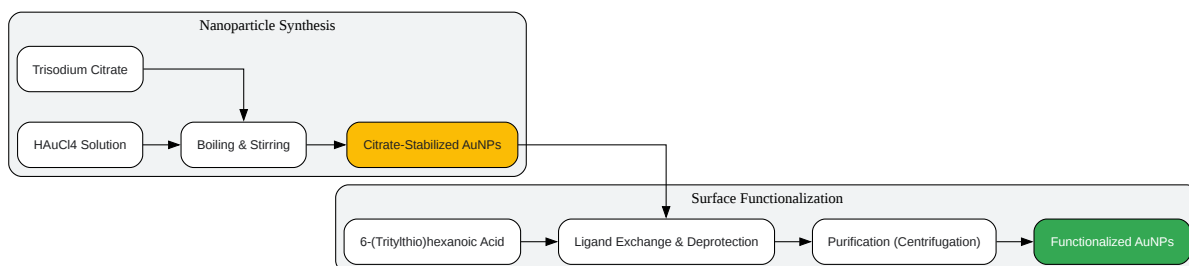 Nanoparticle Synthesis
Trisodium Citrate
HAuCl4 Solution
Boiling & Stirring
Citrate-Stabilized AuNPs
Surface Functionalization
6-(Tritylthio)hexanoic Acid
Ligand Exchange & Deprotection
Purification (Centrifugation)
Functionalized AuNPs